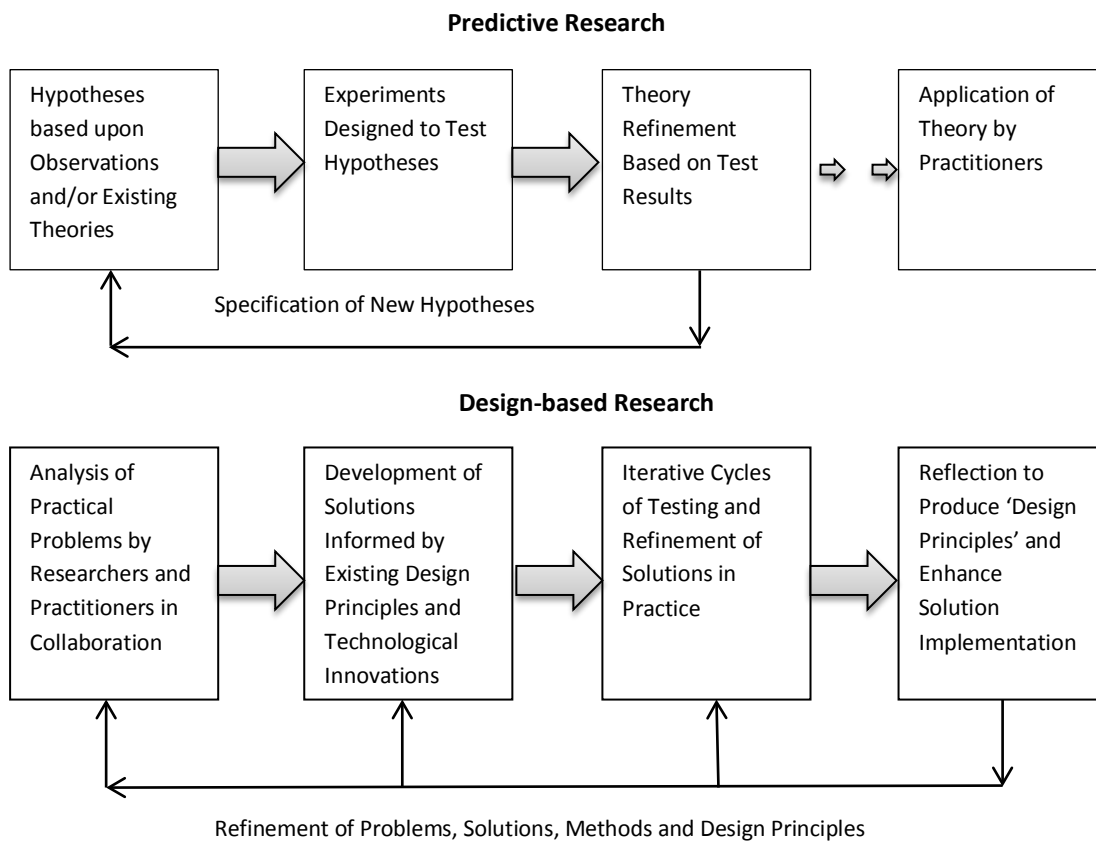 Predictive Research
Hypotheses
based upon
Observations
and/or Existing
Theories
Experiments
Designed to Test
Hypotheses
Theory
Refinement
Based on Test
Results
Application of
Theory by
Practitioners
Specification of New Hypotheses
Design-based Research
Analysis of
Practical
Problems by
Researchers and
Practitioners in
Collaboration
Development of
Solutions
Informed by
Existing Design
Principles and
Technological
Innovations
Iterative Cycles
of Testing and
Refinement of
Solutions in
Practice
Reflection to
Produce ‘Design
Principles’ and
Enhance
Solution
Implementation
Refinement of Problems, Solutions, Methods and Design Principles